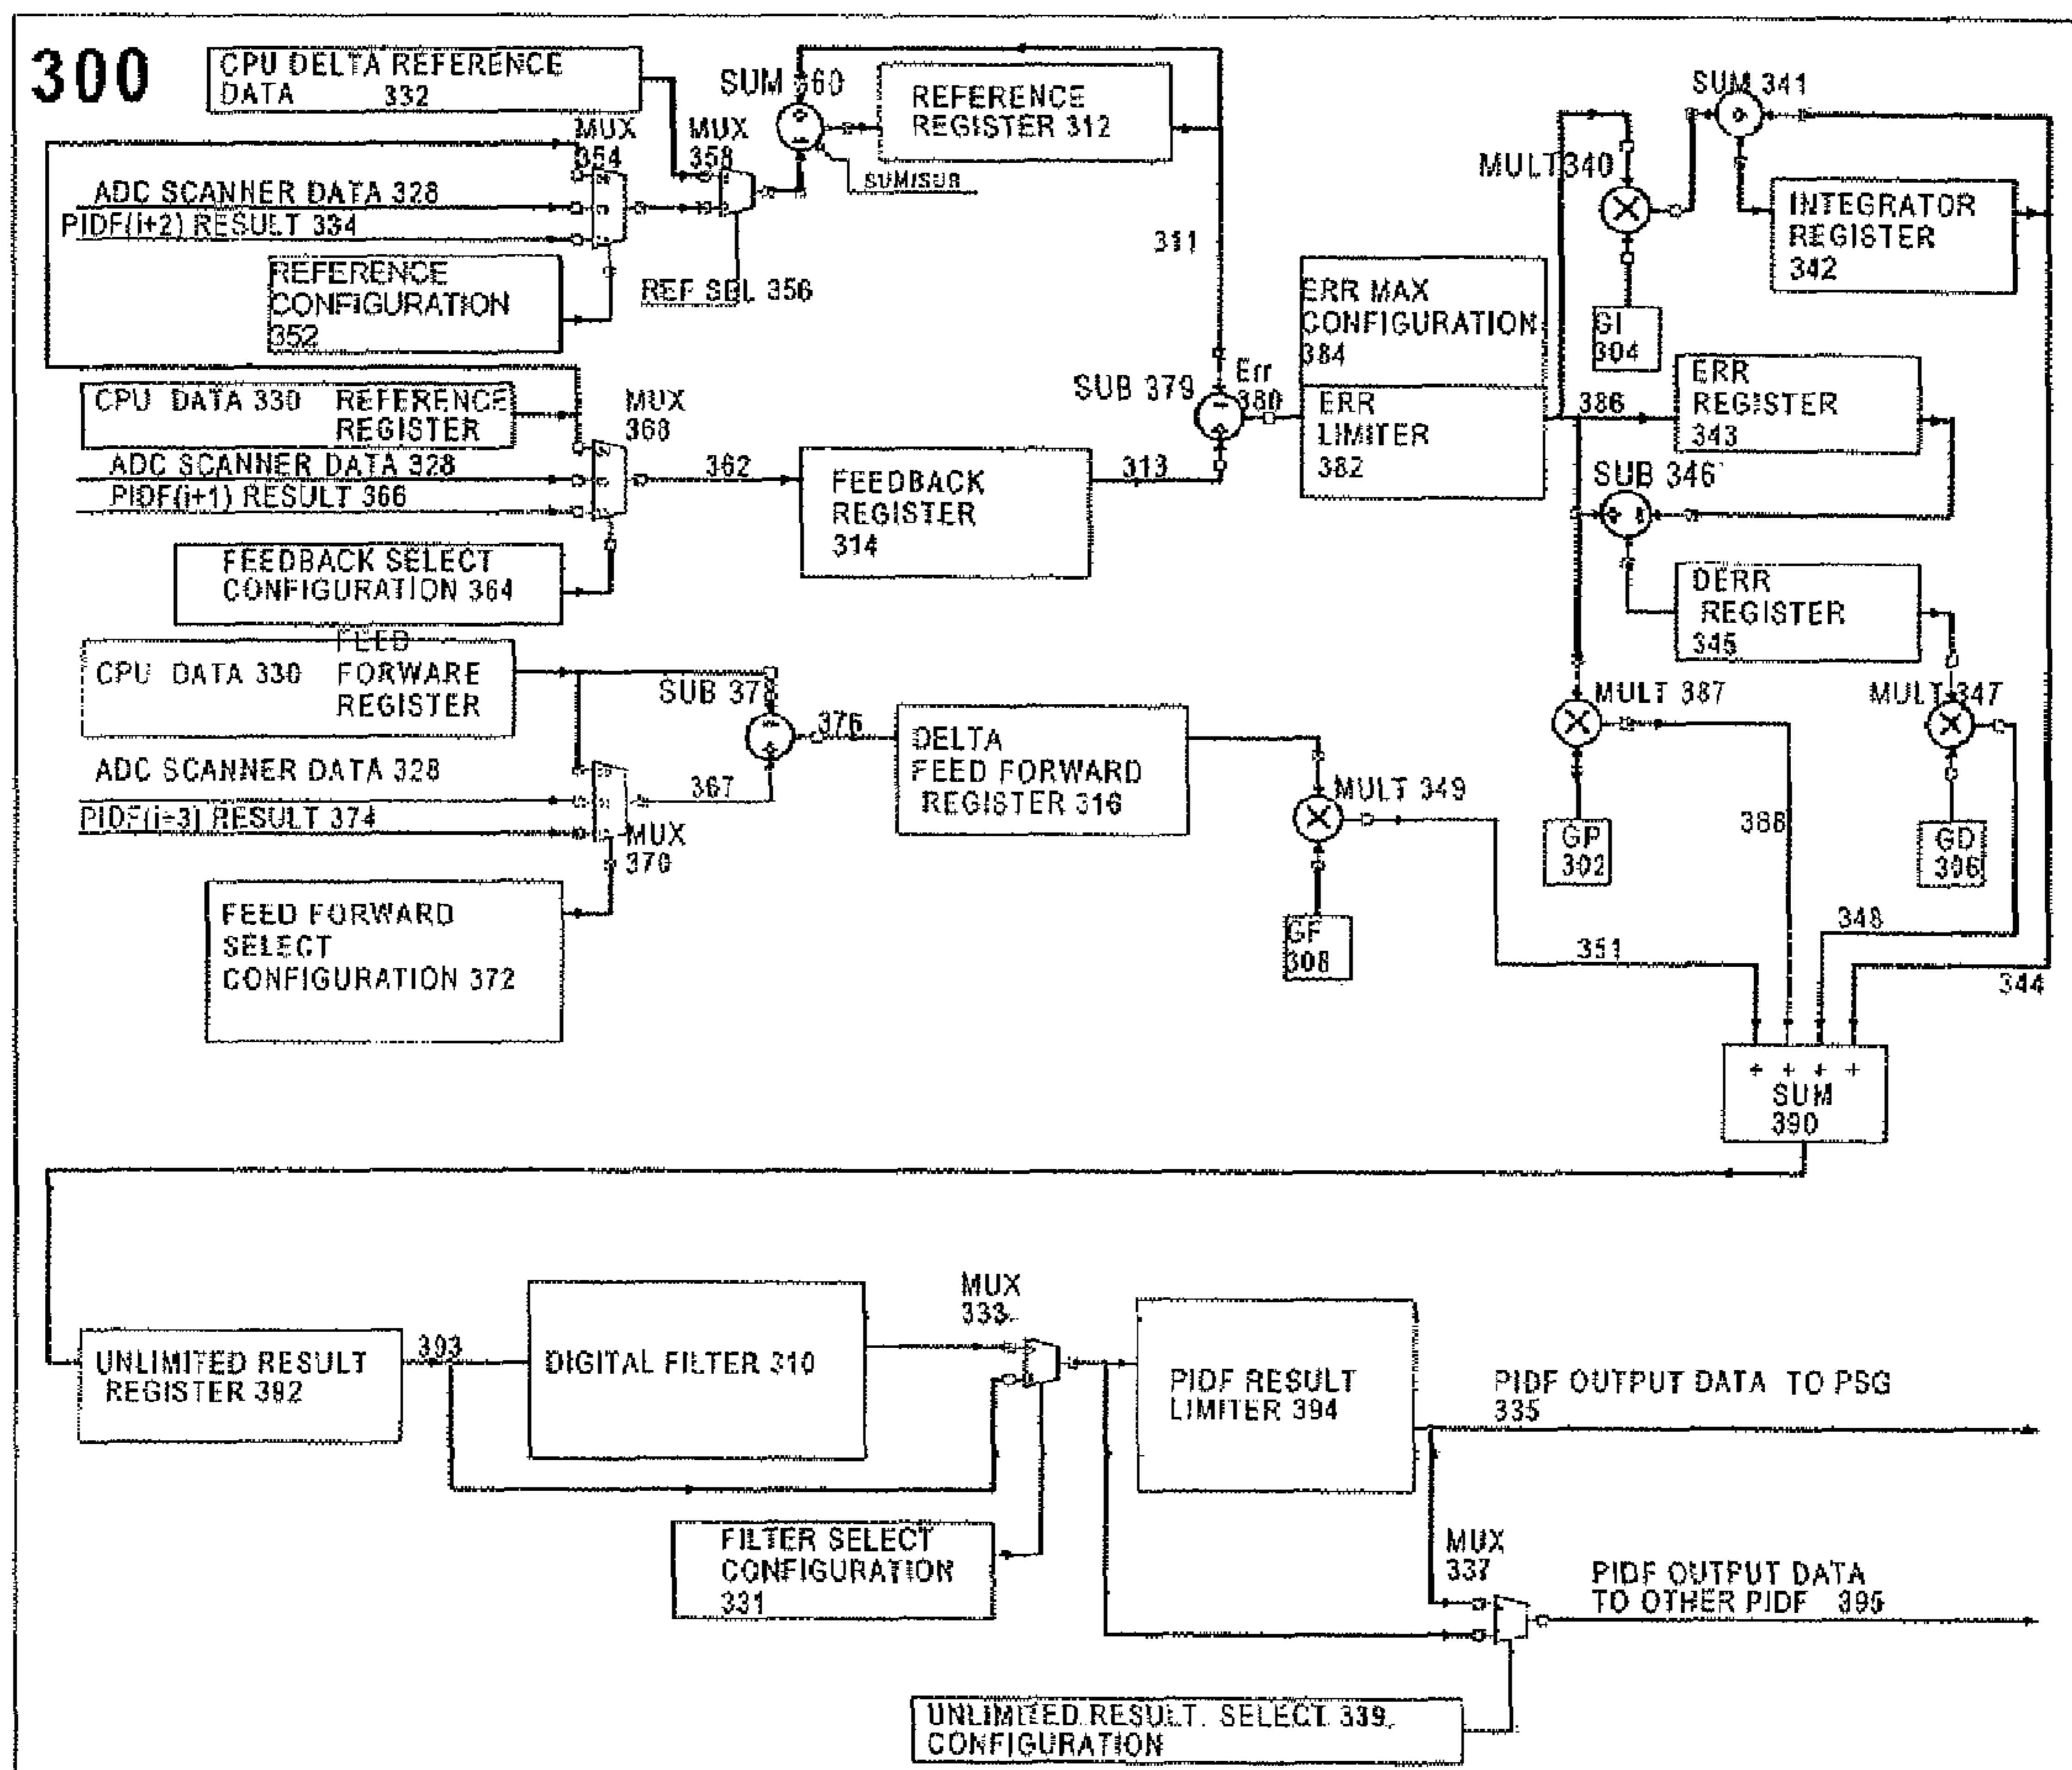 300
CPU DELTA REFERENCE
DATA 332
SUM 360
REFERENCE
REGISTER 312
SUM/SUB
MUX
354
MUX
358
ADC SCANNER DATA 328
PIDF(i+2) RESULT 334
REFERENCE
CONFIGURATION
352
REF SEL 356
311
SUM 341
MULT 340
INTEGRATOR
REGISTER
342
GI
304
ERR MAX
CONFIGURATION
384
ERR
LIMITER
382
SUB 379
Err
380
386
ERR
REGISTER
343
SUB 346
DERR
REGISTER
345
CPU DATA 330 REFERENCE
REGISTER
MUX
368
ADC SCANNER DATA 328
PIDF(i+1) RESULT 366
362
FEEDBACK
REGISTER
314
313
FEEDBACK SELECT
CONFIGURATION 364
FEED
CPU DATA 330 FORWARE
REGISTER
SUB 37
376
DELTA
FEED FORWARD
REGISTER 316
ADC SCANNER DATA 328
PIDF(i+3) RESULT 374
367
MUX
370
FEED FORWARD
SELECT
CONFIGURATION 372
MULT 349
GF
308
MULT 387
MULT 347
GP
302
388
GD
306
351
348
344
+ + + +
SUM
390
UNLIMITED RESULT
REGISTER 392
393
DIGITAL FILTER 310
MUX
333
PIDF RESULT
LIMITER 394
PIDF OUTPUT DATA TO PSG
335
FILTER SELECT
CONFIGURATION
331
MUX
337
PIDF OUTPUT DATA
TO OTHER PIDF 395
UNLIMITED RESULT SELECT 339
CONFIGURATION